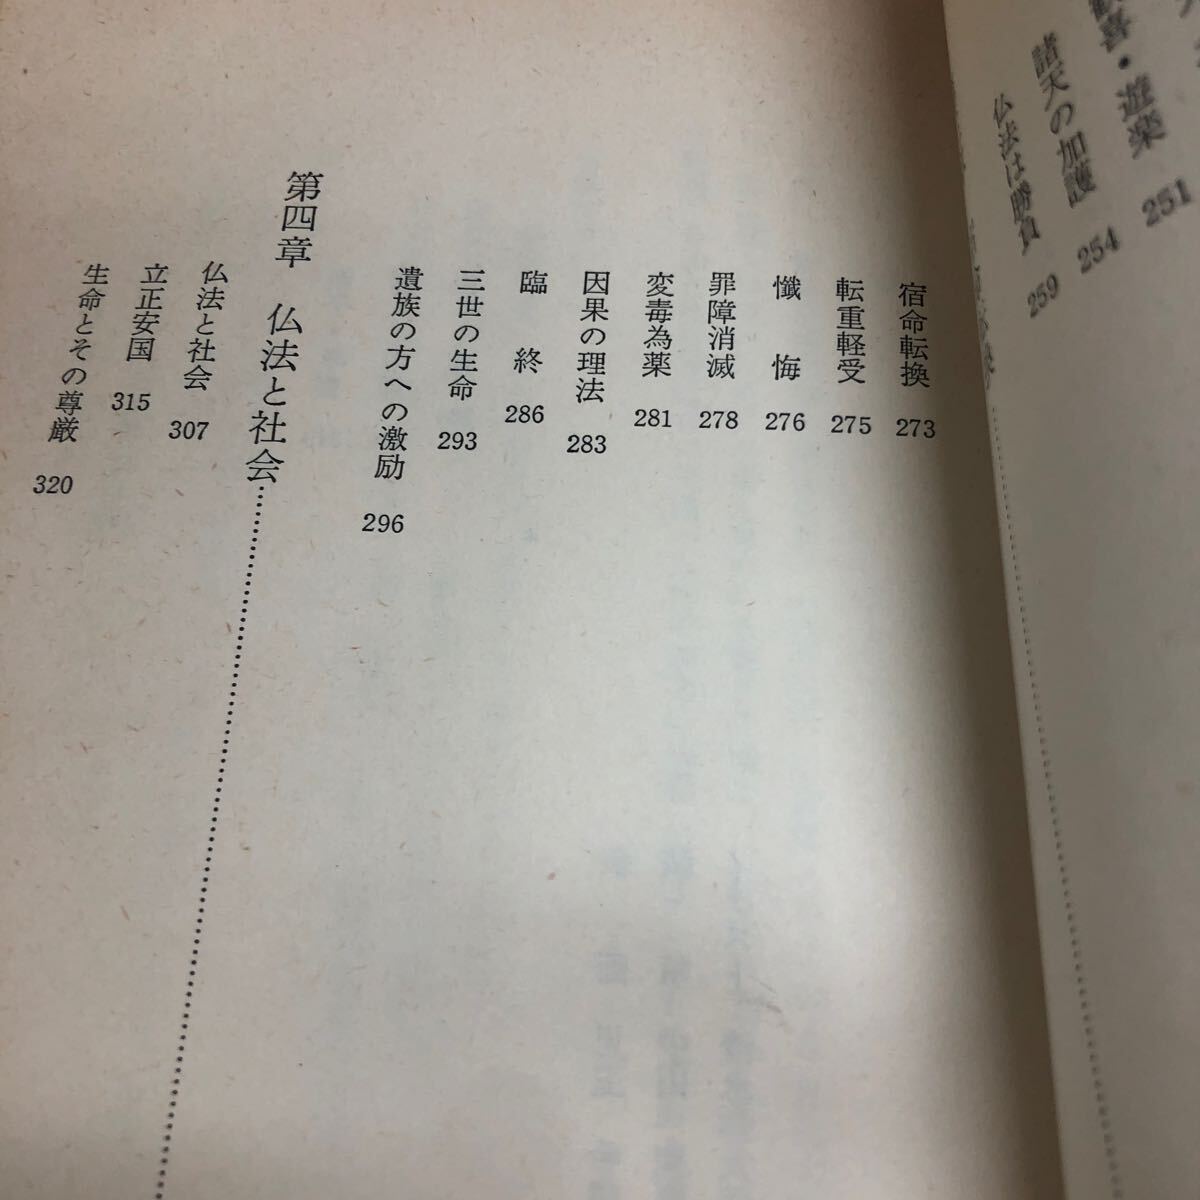 遊楽 251
諸天の加護 254
仏法は勝負 259
宿命転換 273
転重軽受 275
懺悔 276
罪障消滅 278
変毒為薬 281
因果の理法 283
臨終 286
三世の生命 293
遺族の方への激励 296
第四章 仏法と社会
仏法と社会 307
立正安国 315
生命とその尊厳 320